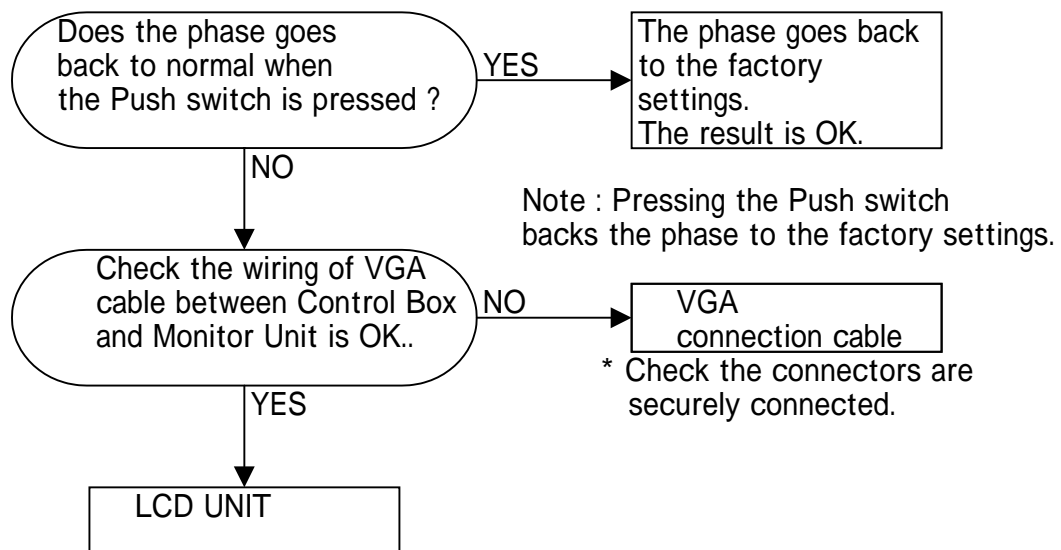 Does the phase goes
back to normal when
the Push switch is pressed ?
YES
The phase goes back
to the factory
settings.
The result is OK.
NO
Note : Pressing the Push switch
backs the phase to the factory settings.
Check the wiring of VGA
cable between Control Box
and Monitor Unit is OK..
NO
VGA
connection cable
* Check the connectors are
securely connected.
YES
LCD UNIT